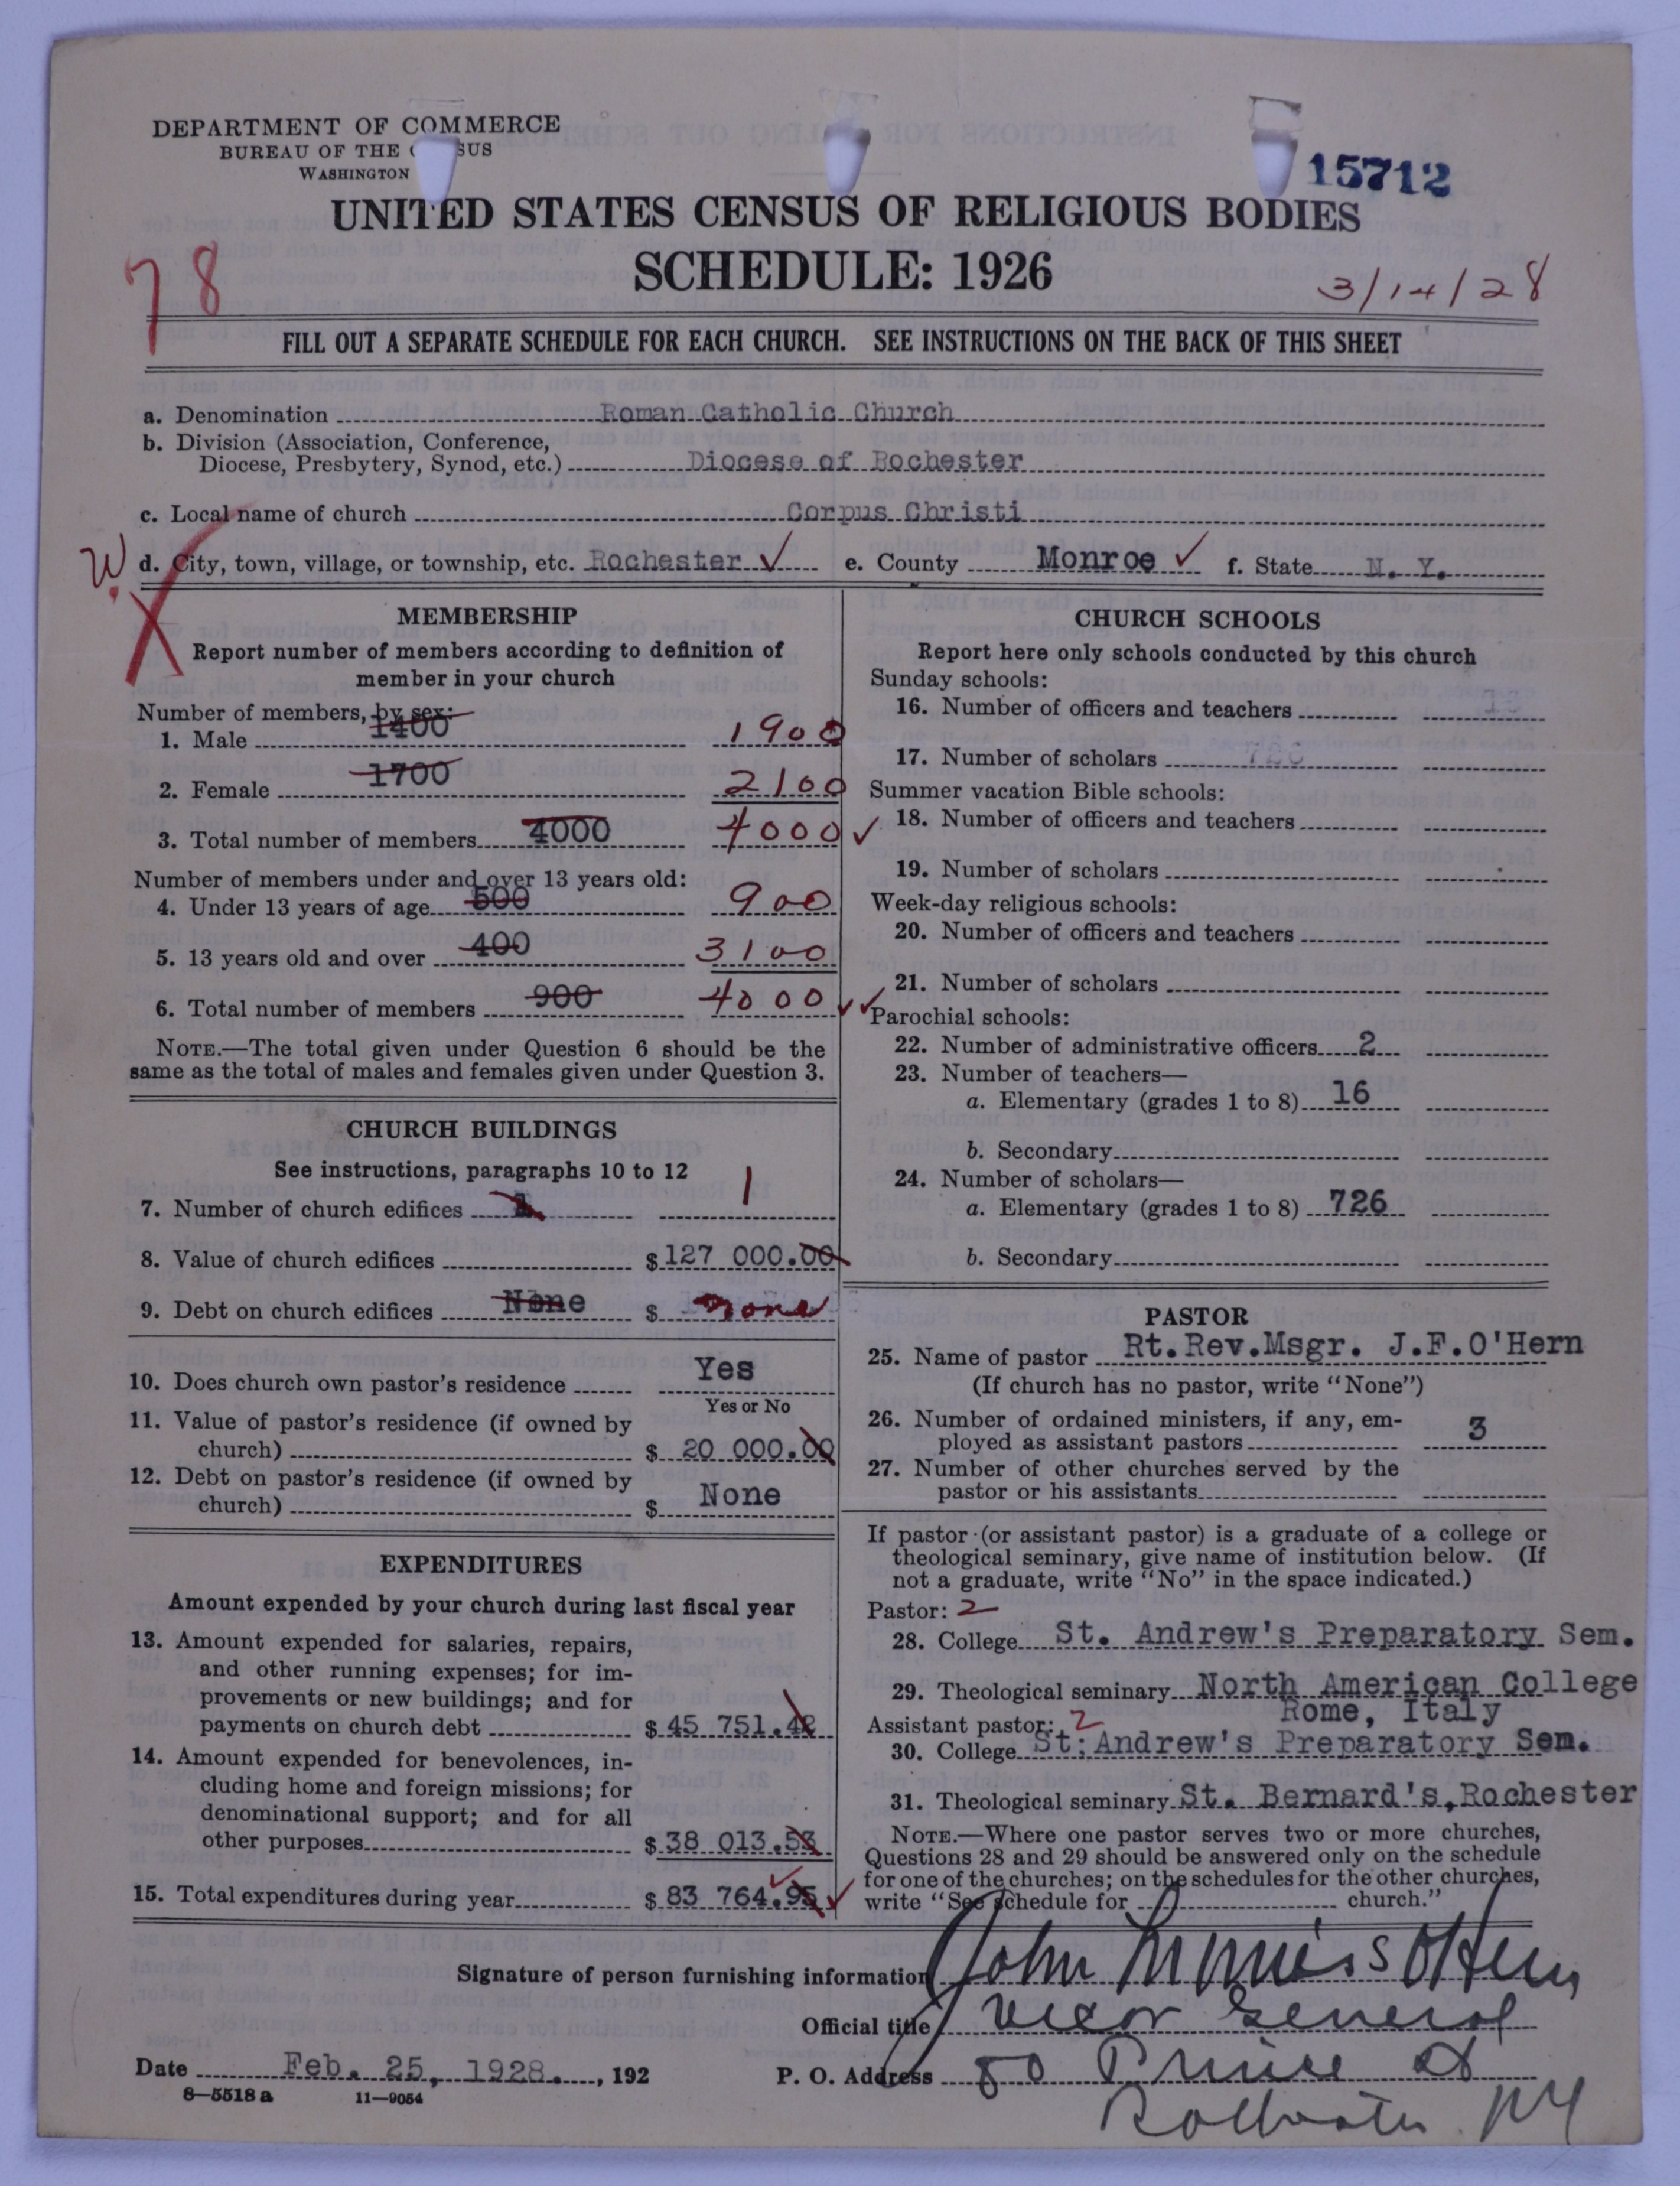 DEPARTMENT OF COMMERCE
BUREAU OF THE SUS
WASHINGTON
15712
UNITED STATES CENSUS OF RELIGIOUS BODIES
SCHEDULE: 1926
78
3/14/28
FILL OUT A SEPARATE SCHEDULE FOR EACH CHURCH. SEE INSTRUCTIONS ON THE BACK OF THIS SHEET
a. Denomination Roman Catholic Church
b. Division (Association, Conference,
Diocese, Presbytery, Synod, etc.) Diocese of Rochester
c. Local name of church Corpus Christi
W. d. City, town, village, or township, etc. Rochester ✓ e. County Monroe ✓ f. State N. Y.
X
MEMBERSHIP
Report number of members according to definition of
member in your church
Number of members, by sex:
1. Male 1400 1900
2. Female 1700 2100
3. Total number of members 4000 4000 ✓
Number of members under and over 13 years old:
4. Under 13 years of age 500 900
5. 13 years old and over 400 3100
6. Total number of members 900 4000 ✓✓
NOTE.—The total given under Question 6 should be the
same as the total of males and females given under Question 3.
CHURCH BUILDINGS
See instructions, paragraphs 10 to 12
7. Number of church edifices 1
8. Value of church edifices $127 000.00
9. Debt on church edifices None $ none
10. Does church own pastor's residence Yes
Yes or No
11. Value of pastor's residence (if owned by
church) $ 20 000.00
12. Debt on pastor's residence (if owned by
church) $ None
EXPENDITURES
Amount expended by your church during last fiscal year
13. Amount expended for salaries, repairs,
and other running expenses; for im-
provements or new buildings; and for
payments on church debt $ 45 751.42
14. Amount expended for benevolences, in-
cluding home and foreign missions; for
denominational support; and for all
other purposes $ 38 013.53
15. Total expenditures during year $ 83 764.95 ✓
CHURCH SCHOOLS
Report here only schools conducted by this church
Sunday schools:
16. Number of officers and teachers
17. Number of scholars 726
Summer vacation Bible schools:
18. Number of officers and teachers
19. Number of scholars
Week-day religious schools:
20. Number of officers and teachers
21. Number of scholars
Parochial schools:
22. Number of administrative officers 2
23. Number of teachers—
a. Elementary (grades 1 to 8) 16
b. Secondary
24. Number of scholars—
a. Elementary (grades 1 to 8) 726
b. Secondary
PASTOR
25. Name of pastor Rt.Rev.Msgr. J.F.O'Hern
(If church has no pastor, write "None")
26. Number of ordained ministers, if any, em-
ployed as assistant pastors 3
27. Number of other churches served by the
pastor or his assistants
If pastor (or assistant pastor) is a graduate of a college or
theological seminary, give name of institution below. (If
not a graduate, write "No" in the space indicated.)
Pastor: 2
28. College St. Andrew's Preparatory Sem.
29. Theological seminary North American College
Rome, Italy
Assistant pastor: 2
30. College St. Andrew's Preparatory Sem.
31. Theological seminary St. Bernard's, Rochester
NOTE.—Where one pastor serves two or more churches,
Questions 28 and 29 should be answered only on the schedule
for one of the churches; on the schedules for the other churches,
write "See schedule for church."
Signature of person furnishing information John Francis O'Hern
Official title Vicar General
Date Feb. 25, 1928. , 192 P. O. Address 80 Prince St
Rochester NY
8—5518 a 11—9054